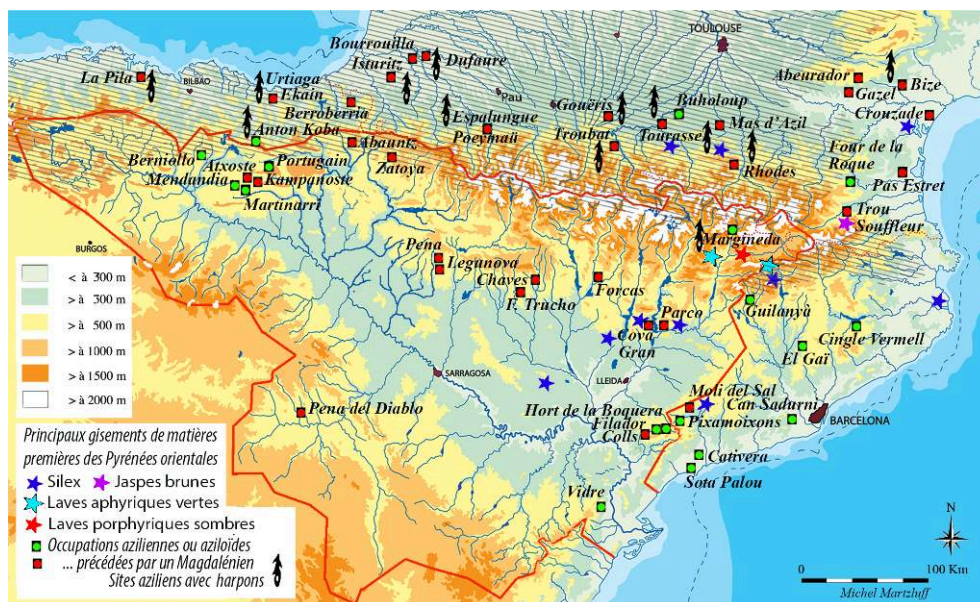 TOULOUSE
Bourrouilla
Isturitz
Dufaure
La Pila
BILBAO
Urtiaga
Ekain
Berroberria
Pau
Espalungue
Poeymaü
Gouëris
Troubat
Buholoup
Tourasse
Mas d'Azil
Rhodes
Abeurador
Gazel
Bize
Crouzade
Four de la
Roque
Pas Estret
Trou
Souffleur
Anton Koba
Abauntz
Zatoya
Bermollo
Atxoste
Portugain
Mendandia
Kampanoste
Martinarri
BURGOS
Margineda
Pena
Legunova
Chaves
F. Trucho
Forcas
Parco
Cova
Gran
Guilanyà
Cingle Vermell
El Gaï
SARRAGOSA
LLEIDA
Moli del Sal
Can Sadurni
Hort de la Boquera
Pixamoixons
Filador
Colls
BARCELONA
Cativera
Sota Palou
Pena del Diablo
Vidre
< à 300 m
> à 300 m
> à 500 m
> à 1000 m
> à 1500 m
> à 2000 m
Principaux gisements de matières
premières des Pyrénées orientales
Silex Jaspes brunes
Laves aphyriques vertes
Laves porphyriques sombres
Occupations aziliennes ou aziloïdes
... précédées par un Magdalénien
Sites aziliens avec harpons
N
0 100 Km
Michel Martzluff